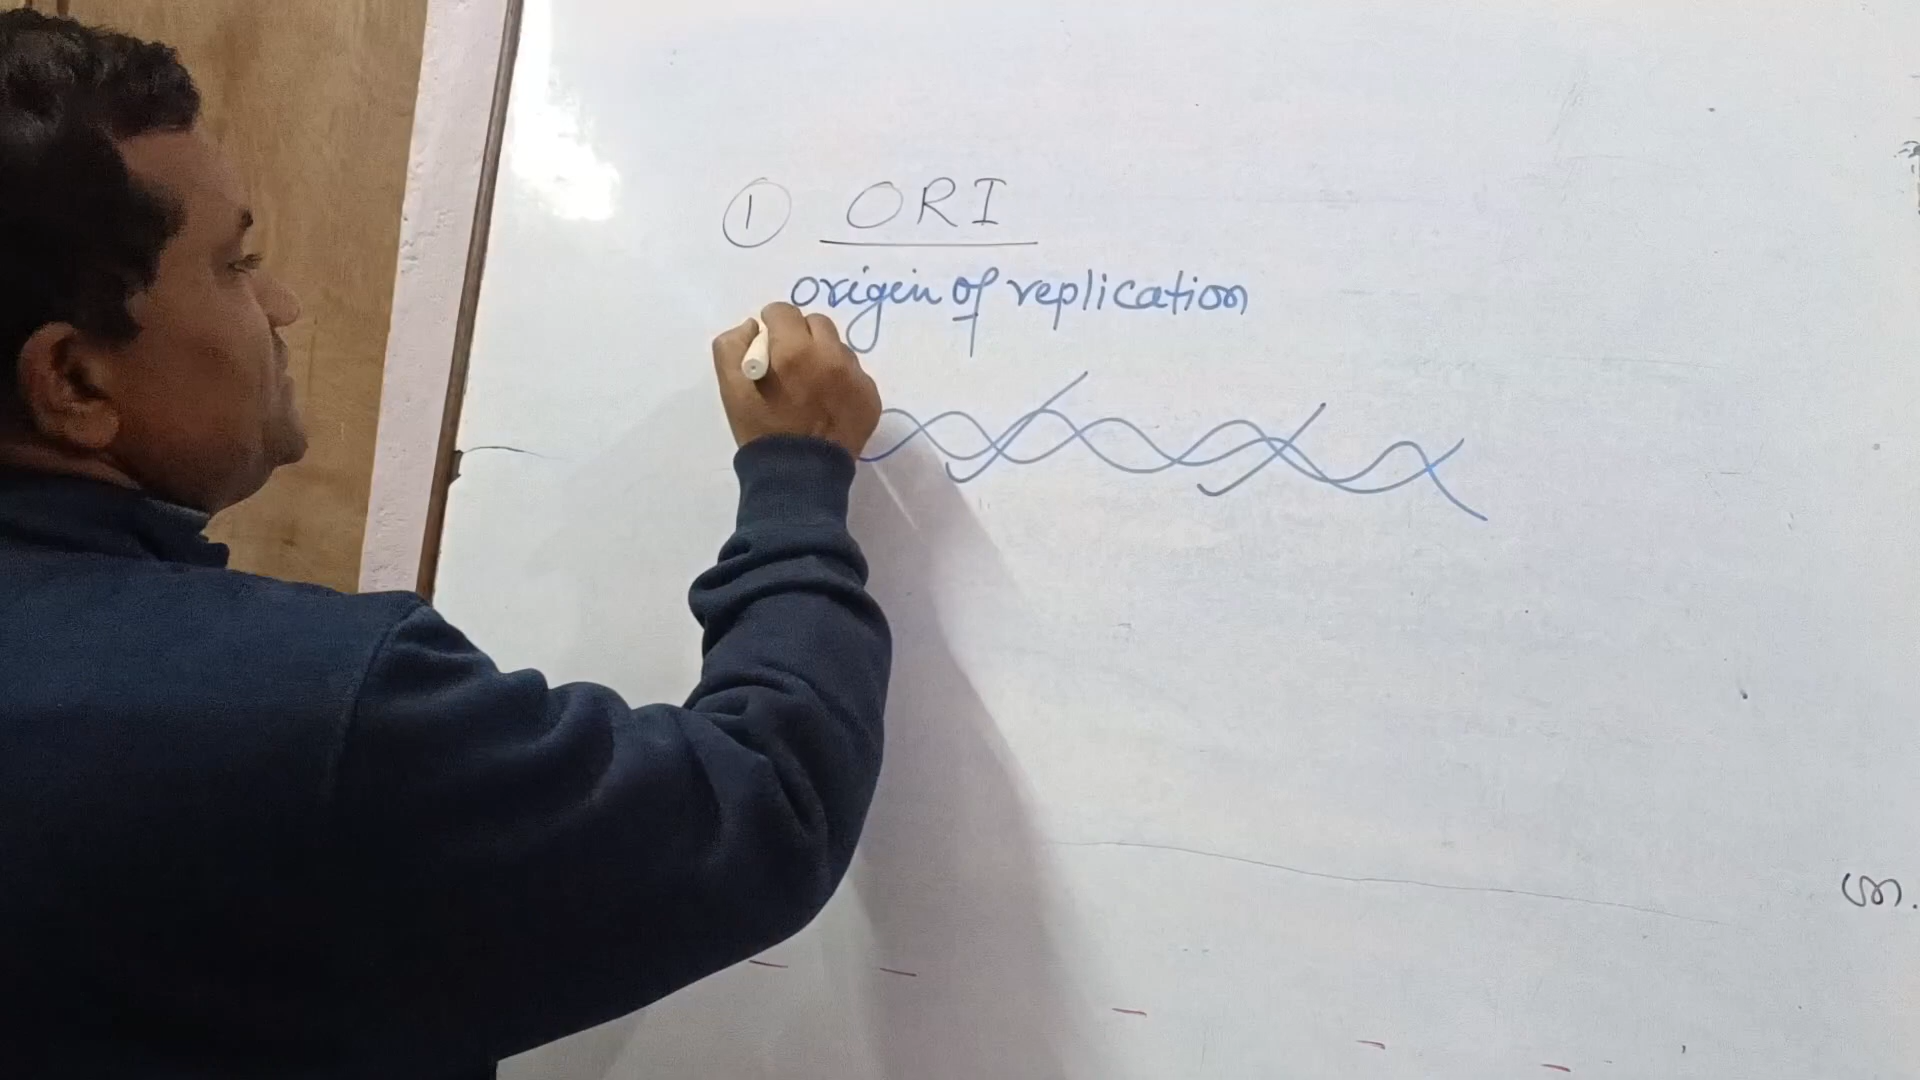 ① ORI
origin of replication